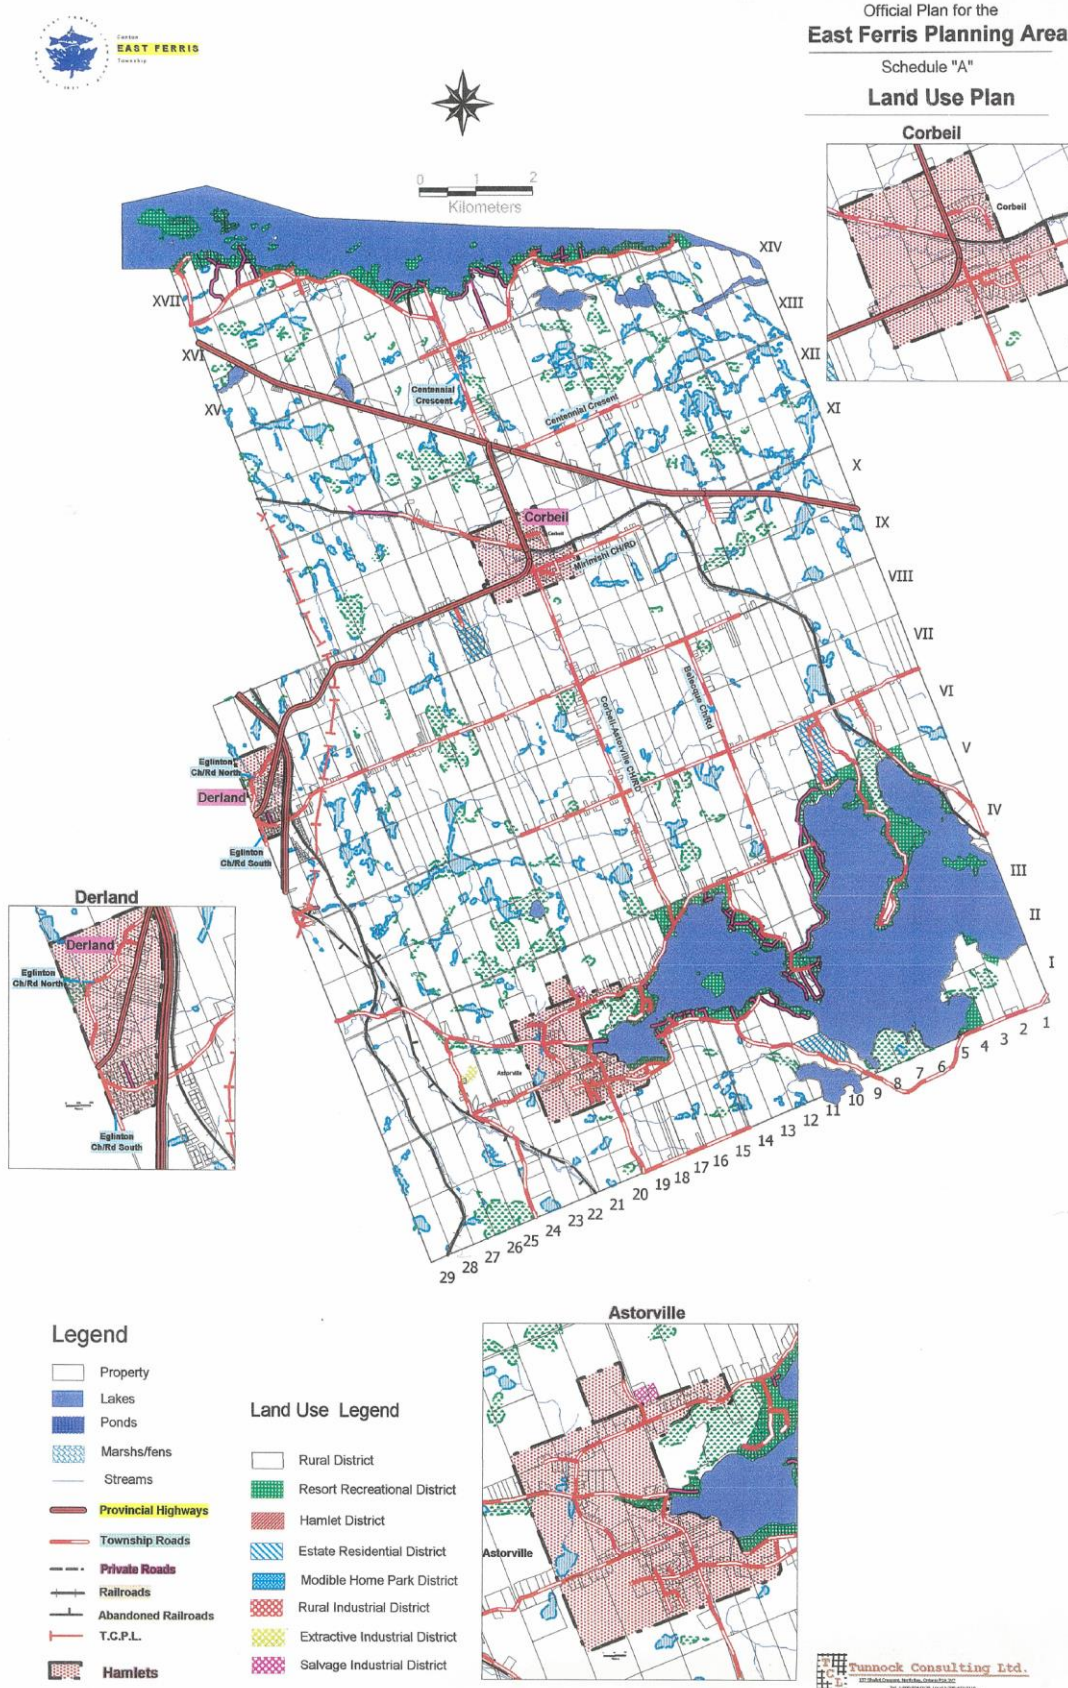 Canton
EAST FERRIS
Township
Official Plan for the
East Ferris Planning Area
Schedule "A"
Land Use Plan
Corbeil
Corbeil
0 1 2
Kilometers
XIV
XIII
XII
XI
X
IX
VIII
VII
VI
V
IV
III
II
I
XVII
XVI
XV
Centennial
Crescent
Centennial Cresent
Corbeil
Corbeil
Mirimishi CH/RD
Corbeil-Astorville CH/RD
Belecque Ch/Rd
Eglinton
Ch/Rd North
Derland
Eglinton
Ch/Rd South
Derland
Derland
Eglinton
Ch/Rd North
Eglinton
Ch/Rd South
Astorville
1
2
3
4
5
6
7
8
9
10
11
12
13
14
15
16
17
18
19
20
21
22
23
24
25
26
27
28
29
Legend
Property
Lakes
Ponds
Marshs/fens
Streams
Provincial Highways
Township Roads
Private Roads
Railroads
Abandoned Railroads
T.C.P.L.
Hamlets
Land Use Legend
Rural District
Resort Recreational District
Hamlet District
Estate Residential District
Modible Home Park District
Rural Industrial District
Extractive Industrial District
Salvage Industrial District
Astorville
Astorville
TCL
Tunnock Consulting Ltd.